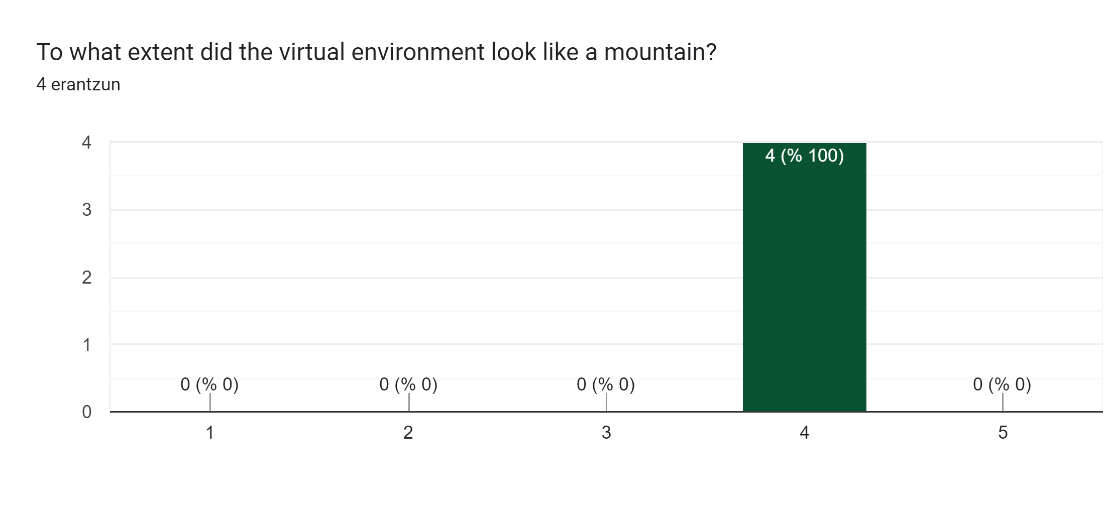 To what extent did the virtual environment look like a mountain?
4 erantzun
4
4 (% 100)
3
2
1
0 (% 0) 0 (% 0) 0 (% 0) 0 (% 0)
0
1 2 3 4 5